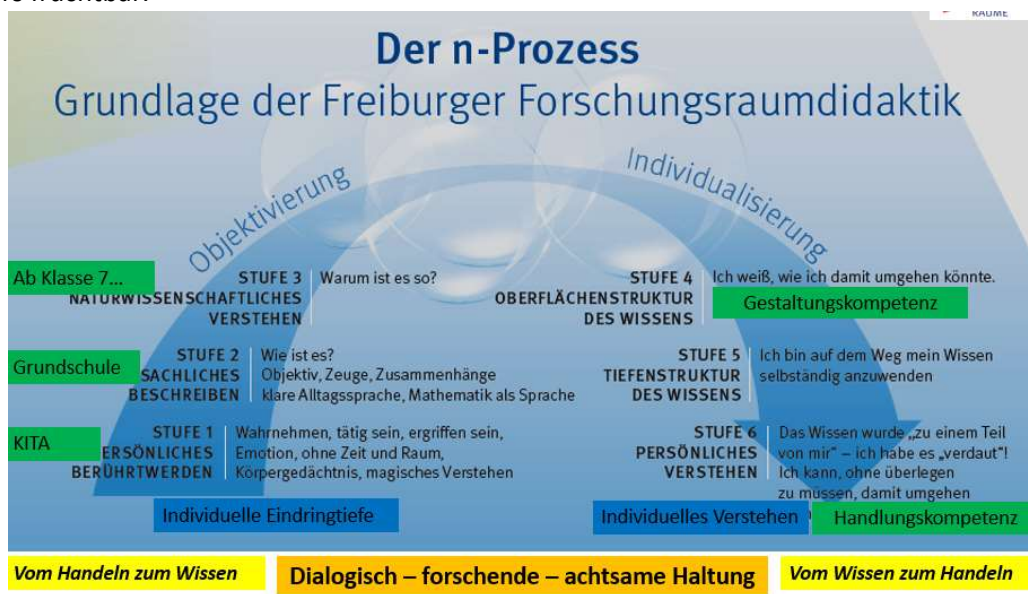 RÄUME
Der n-Prozess
Grundlage der Freiburger Forschungsraumdidaktik
Objektivierung
Individualisierung
Ab Klasse 7...
STUFE 3
NATURWISSENSCHAFTLICHES
VERSTEHEN
Warum ist es so?
STUFE 4
OBERFLÄCHENSTRUKTUR
DES WISSENS
Ich weiß, wie ich damit umgehen könnte.
Gestaltungskompetenz
Grundschule
STUFE 2
SACHLICHES
BESCHREIBEN
Wie ist es?
Objektiv, Zeuge, Zusammenhänge
klare Alltagssprache, Mathematik als Sprache
STUFE 5
TIEFENSTRUKTUR
DES WISSENS
Ich bin auf dem Weg mein Wissen
selbständig anzuwenden
KITA
STUFE 1
PERSÖNLICHES
BERÜHRTWERDEN
Wahrnehmen, tätig sein, ergriffen sein,
Emotion, ohne Zeit und Raum,
Körpergedächtnis, magisches Verstehen
STUFE 6
PERSÖNLICHES
VERSTEHEN
Das Wissen wurde „zu einem Teil
von mir“ – ich habe es „verdaut“!
Ich kann, ohne überlegen
zu müssen, damit umgehen
Individuelle Eindringtiefe
Individuelles Verstehen
Handlungskompetenz
Vom Handeln zum Wissen
Dialogisch – forschende – achtsame Haltung
Vom Wissen zum Handeln